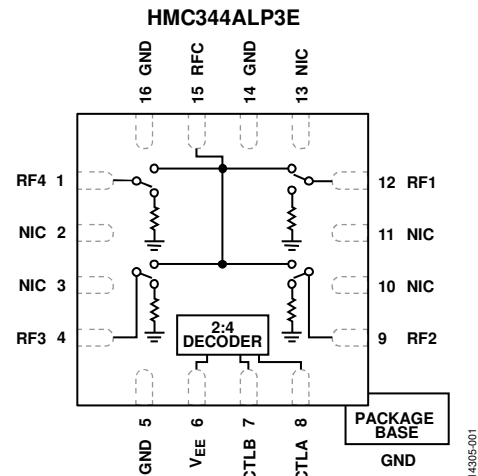 HMC344ALP3E
16 GND
15 RFC
14 GND
13 NIC
RF4 1
12 RF1
NIC 2
11 NIC
NIC 3
10 NIC
RF3 4
9 RF2
2:4
DECODER
GND 5
VEE 6
CTLB 7
CTLA 8
PACKAGE
BASE
GND
14305-001